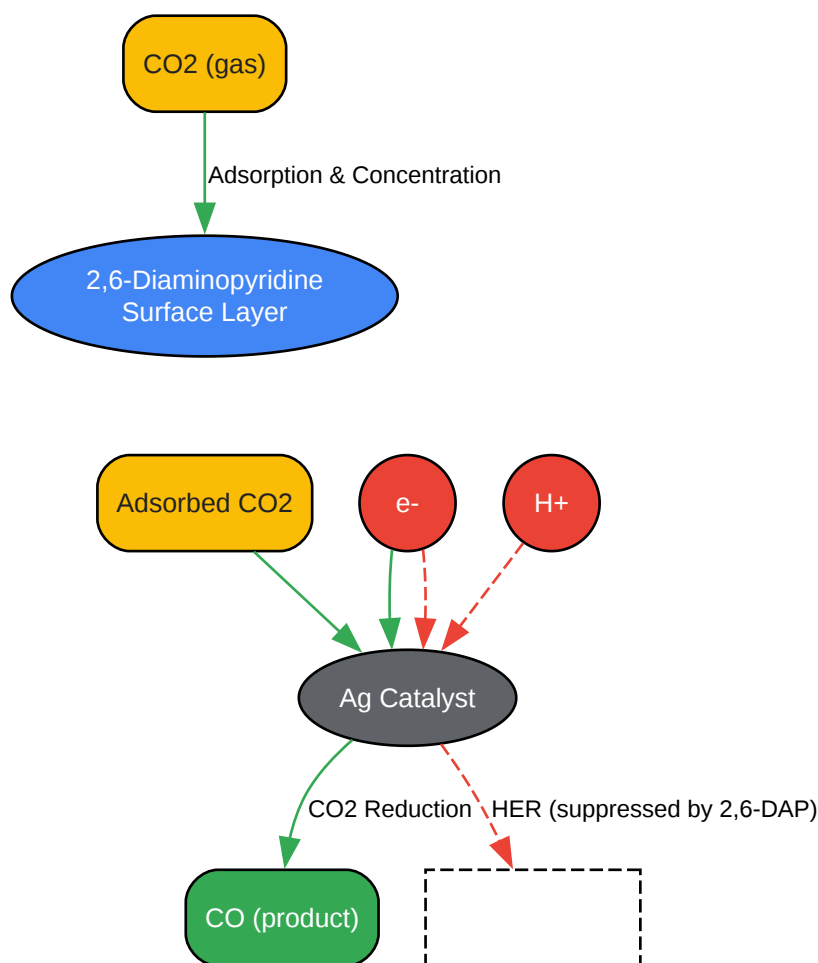 CO2 (gas)
Adsorption & Concentration
2,6-Diaminopyridine
Surface Layer
Adsorbed CO2
e-
H+
Ag Catalyst
CO2 Reduction
HER (suppressed by 2,6-DAP)
CO (product)